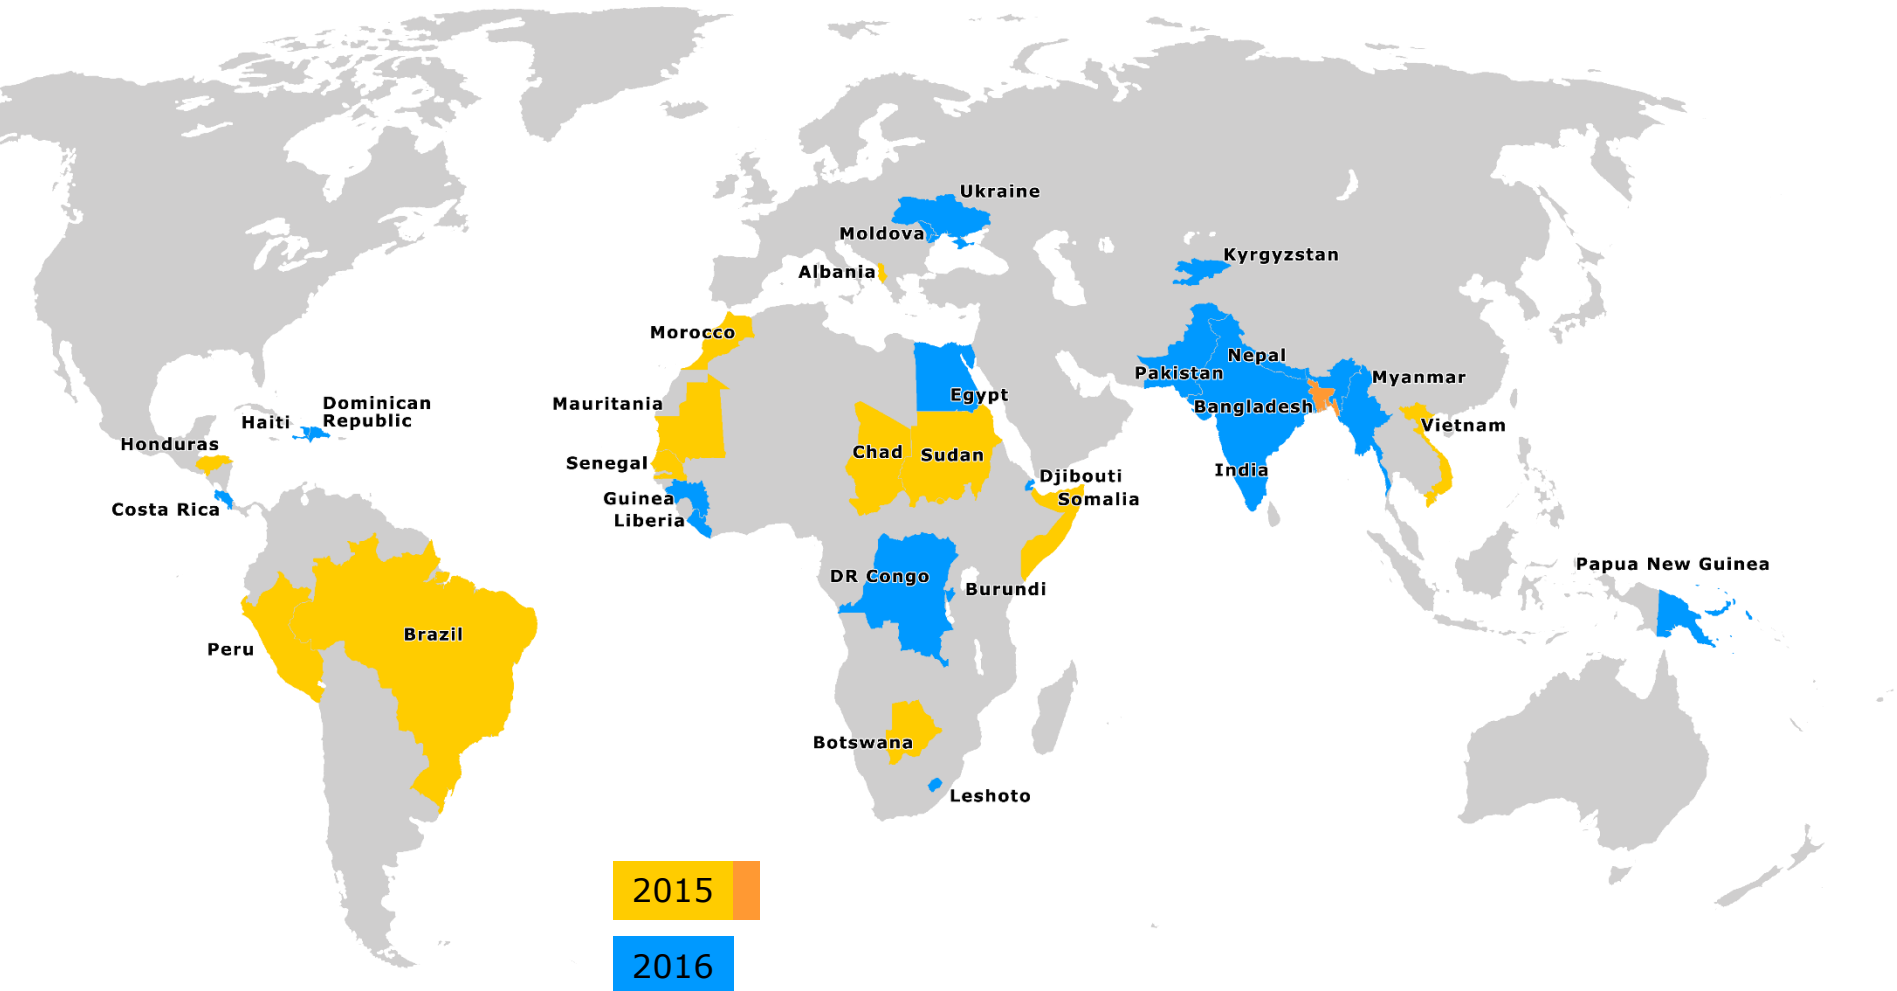 Ukraine
Moldova
Kyrgyzstan
Albania
Morocco
Nepal
Pakistan
Myanmar
Egypt
Mauritania
Dominican
Republic
Bangladesh
Haiti
Vietnam
Honduras
Chad
Sudan
Senegal
India
Djibouti
Somalia
Guinea
Costa Rica
Liberia
Papua New Guinea
DR Congo
Burundi
Brazil
Peru
Botswana
Leshoto
2015
2016